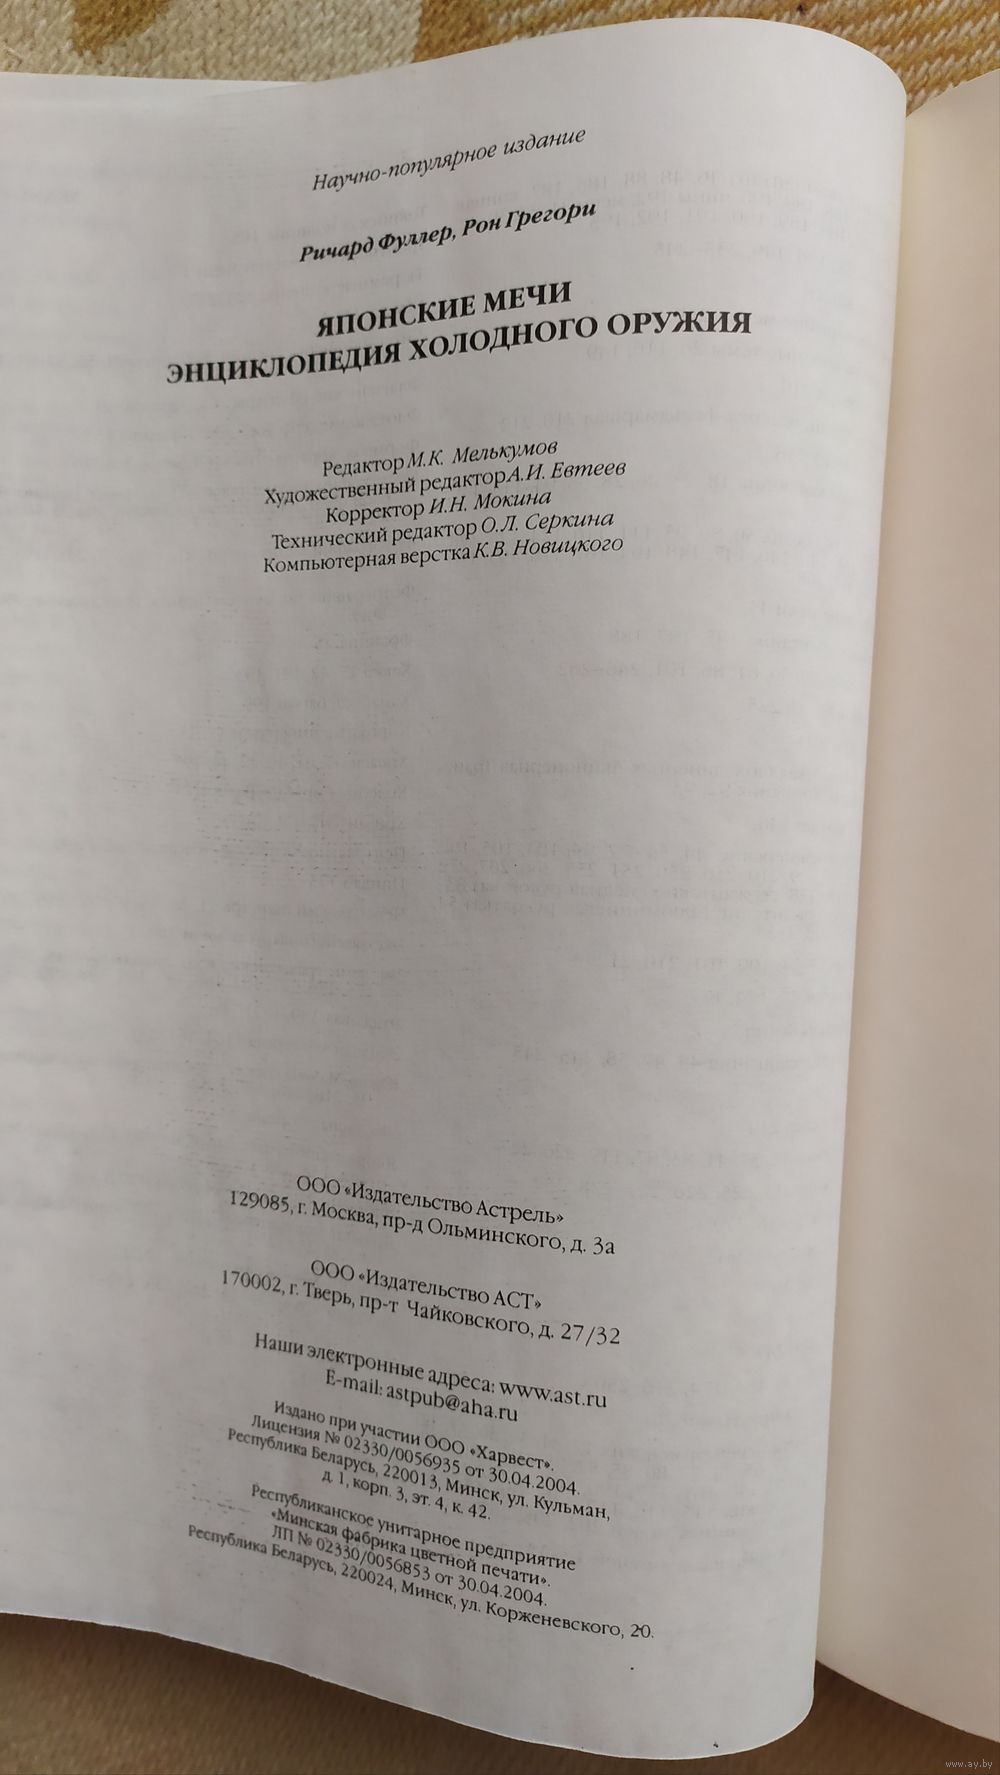 Научно-популярное издание
Ричард Фуллер, Рон Грегори
ЯПОНСКИЕ МЕЧИ
ЭНЦИКЛОПЕДИЯ ХОЛОДНОГО ОРУЖИЯ
Редактор М.К. Мелькумов
Художественный редактор А.И. Евтеев
Корректор И.Н. Мокина
Технический редактор О.Л. Серкина
Компьютерная верстка К.В. Новицкого
ООО «Издательство Астрель»
129085, г. Москва, пр-д Ольминского, д. 3а
ООО «Издательство АСТ»
170002, г. Тверь, пр-т Чайковского, д. 27/32
Наши электронные адреса: www.ast.ru
E-mail: astpub@aha.ru
Издано при участии ООО «Харвест».
Лицензия № 02330/0056935 от 30.04.2004.
Республика Беларусь, 220013, Минск, ул. Кульман,
д. 1, корп. 3, эт. 4, к. 42.
Республиканское унитарное предприятие
«Минская фабрика цветной печати».
ЛП № 02330/0056853 от 30.04.2004.
Республика Беларусь, 220024, Минск, ул. Корженевского, 20.
www.ay.by